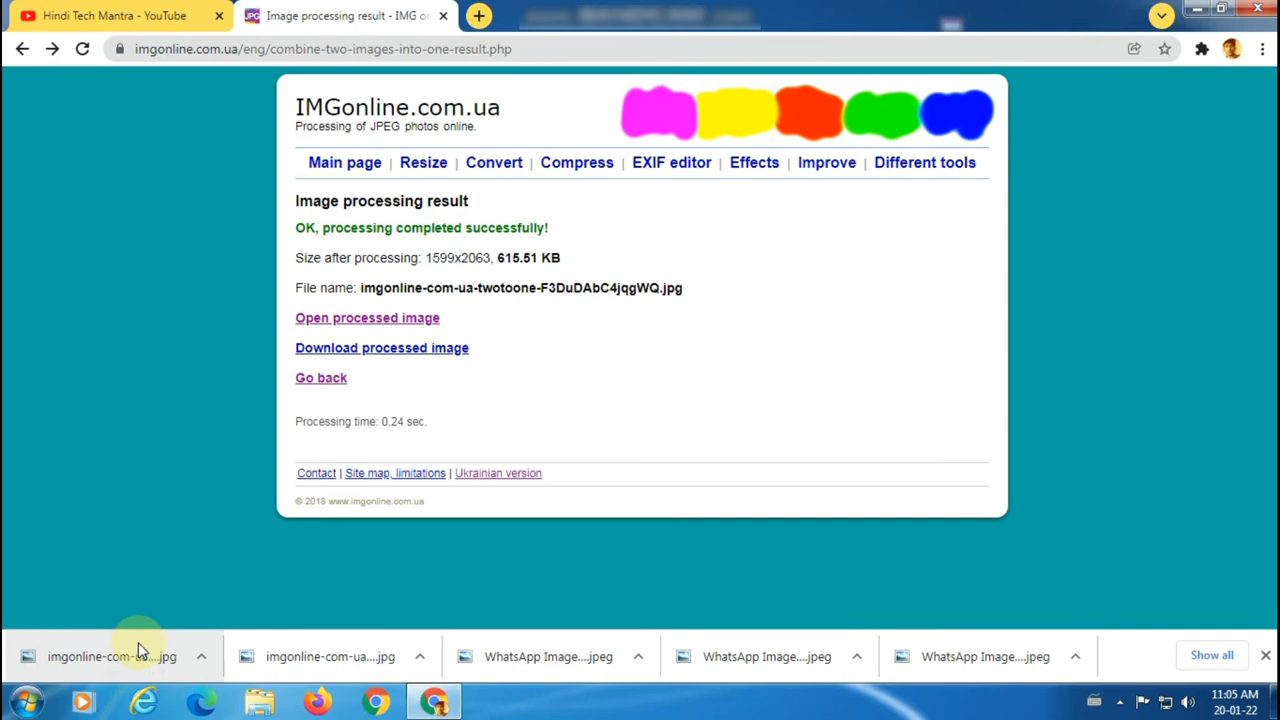 Hindi Tech Mantra - YouTube
Image processing result - IMG or
imgonline.com.ua/eng/combine-two-images-into-one-result.php
IMGonline.com.ua
Processing of JPEG photos online.
Main page | Resize | Convert | Compress | EXIF editor | Effects | Improve | Different tools
Image processing result
OK, processing completed successfully!
Size after processing: 1599x2063, 615.51 KB
File name: imgonline-com-ua-twotoone-F3DuDAbC4jqgWQ.jpg
Open processed image
Download processed image
Go back
Processing time: 0.24 sec.
Contact | Site map, limitations | Ukrainian version
© 2018 www.imgonline.com.ua
imgonline-com-ua....jpg
imgonline-com-ua....jpg
WhatsApp Image....jpeg
WhatsApp Image....jpeg
WhatsApp Image....jpeg
Show all
11:05 AM
20-01-22